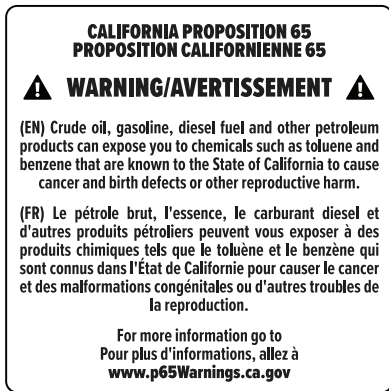 CALIFORNIA PROPOSITION 65
PROPOSITION CALIFORNIENNE 65
WARNING/AVERTISSEMENT
(EN) Crude oil, gasoline, diesel fuel and other petroleum
products can expose you to chemicals such as toluene and
benzene that are known to the State of California to cause
cancer and birth defects or other reproductive harm.
(FR) Le pétrole brut, l'essence, le carburant diesel et
d'autres produits pétroliers peuvent vous exposer à des
produits chimiques tels que le toluène et le benzène qui
sont connus dans l'État de Californie pour causer le cancer
et des malformations congénitales ou d'autres troubles de
la reproduction.
For more information go to
Pour plus d'informations, allez à
www.p65Warnings.ca.gov